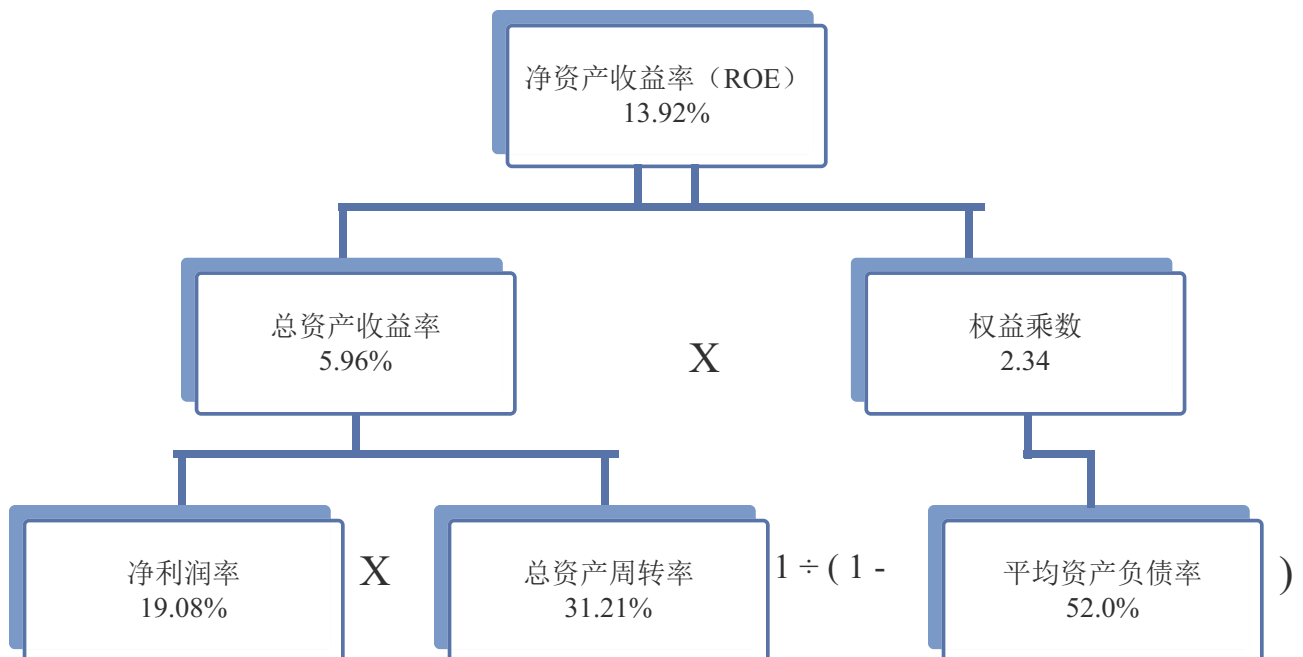 净资产收益率（ROE）
13.92%
总资产收益率
5.96%
X
权益乘数
2.34
净利润率
19.08%
X
总资产周转率
31.21%
1 ÷ ( 1 -
平均资产负债率
52.0%
)